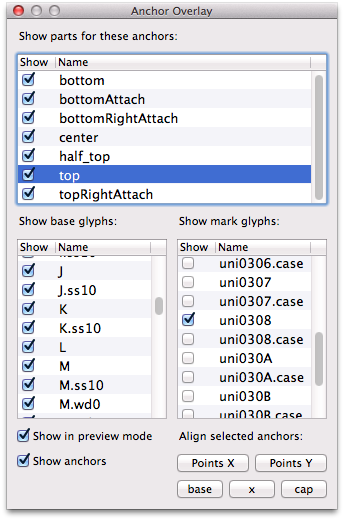 Anchor Overlay
Show parts for these anchors:
Show Name
bottom
bottomAttach
bottomRightAttach
center
half_top
top
topRightAttach
Show base glyphs:
Show Name
J
J.ss10
K
K.ss10
L
M
M.ss10
M.wd0
Show mark glyphs:
Show Name
uni0306.case
uni0307
uni0307.case
uni0308
uni0308.case
uni030A
uni030A.case
uni030B
uni030B.case
Show in preview mode
Show anchors
Align selected anchors:
Points X Points Y
base x cap